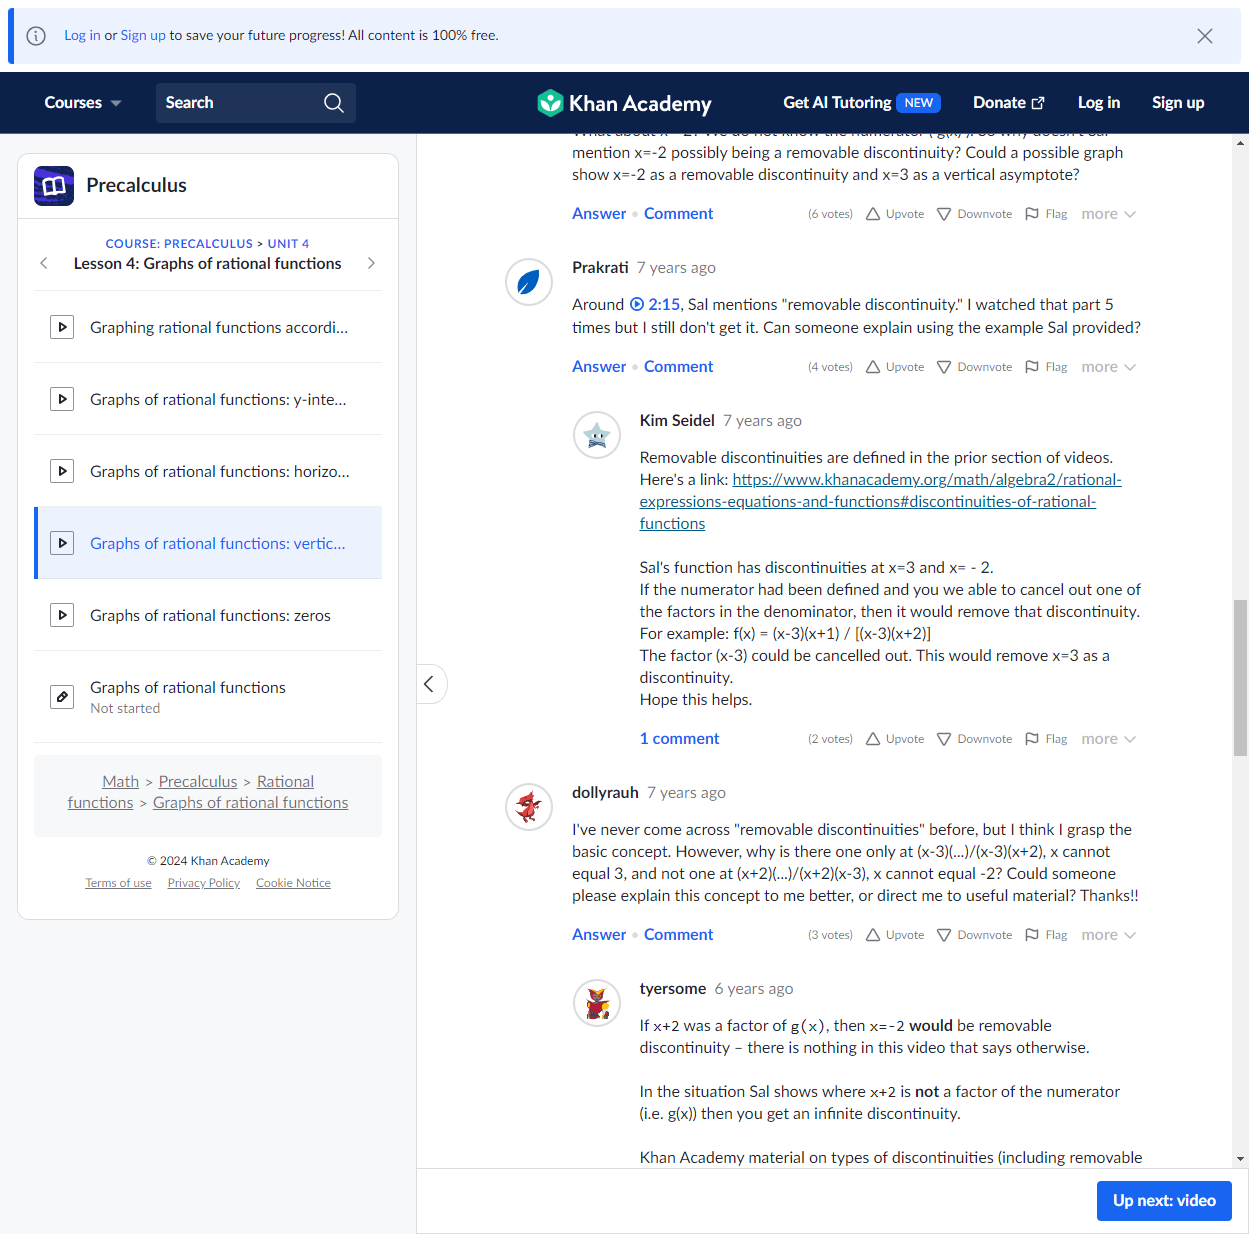 Log in or Sign up to save your future progress! All content is 100% free.
Courses
Search
Khan Academy
Get AI Tutoring NEW
Donate
Log in
Sign up
Precalculus
COURSE: PRECALCULUS > UNIT 4
Lesson 4: Graphs of rational functions
Graphing rational functions accordi...
Graphs of rational functions: y-inte...
Graphs of rational functions: horizo...
Graphs of rational functions: vertic...
Graphs of rational functions: zeros
Graphs of rational functions
Not started
Math > Precalculus > Rational
functions > Graphs of rational functions
© 2024 Khan Academy
Terms of use Privacy Policy Cookie Notice
mention x=-2 possibly being a removable discontinuity? Could a possible graph
show x=-2 as a removable discontinuity and x=3 as a vertical asymptote?
Answer • Comment (6 votes) Upvote Downvote Flag more
Prakrati 7 years ago
Around 2:15, Sal mentions "removable discontinuity." I watched that part 5
times but I still don't get it. Can someone explain using the example Sal provided?
Answer • Comment (4 votes) Upvote Downvote Flag more
Kim Seidel 7 years ago
Removable discontinuities are defined in the prior section of videos.
Here's a link: https://www.khanacademy.org/math/algebra2/rational-
expressions-equations-and-functions#discontinuities-of-rational-
functions
Sal's function has discontinuities at x=3 and x= - 2.
If the numerator had been defined and you we able to cancel out one of
the factors in the denominator, then it would remove that discontinuity.
For example: f(x) = (x-3)(x+1) / [(x-3)(x+2)]
The factor (x-3) could be cancelled out. This would remove x=3 as a
discontinuity.
Hope this helps.
1 comment (2 votes) Upvote Downvote Flag more
dollyrauh 7 years ago
I've never come across "removable discontinuities" before, but I think I grasp the
basic concept. However, why is there one only at (x-3)(...)/(x-3)(x+2), x cannot
equal 3, and not one at (x+2)(...)/(x+2)(x-3), x cannot equal -2? Could someone
please explain this concept to me better, or direct me to useful material? Thanks!!
Answer • Comment (3 votes) Upvote Downvote Flag more
tyersome 6 years ago
If x+2 was a factor of g(x), then x=-2 would be removable
discontinuity – there is nothing in this video that says otherwise.
In the situation Sal shows where x+2 is not a factor of the numerator
(i.e. g(x)) then you get an infinite discontinuity.
Khan Academy material on types of discontinuities (including removable
Up next: video